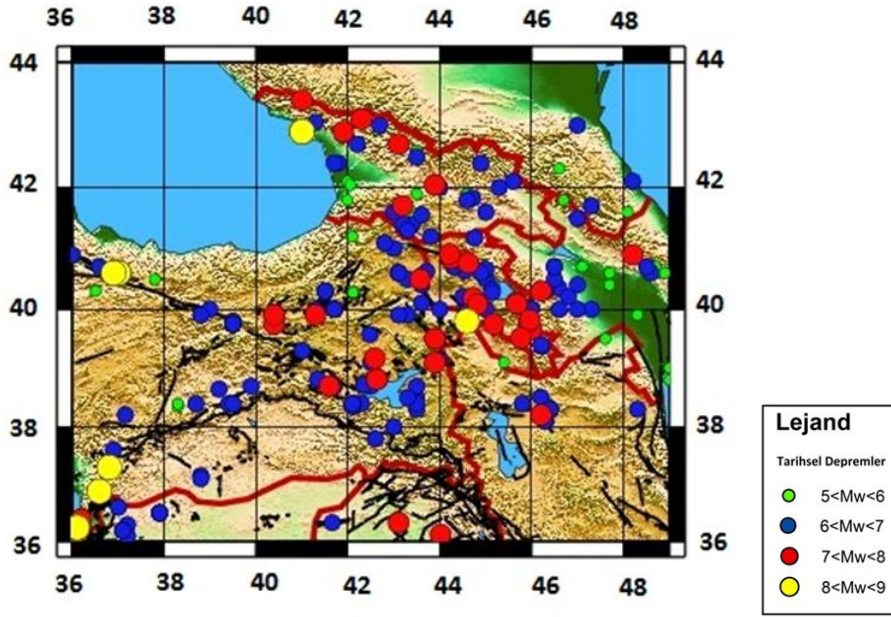 36 38 40 42 44 46 48
44 44
42 42
40 40
38 38
36 36
36 38 40 42 44 46 48
Lejand
Tarihsel Depremler
5<Mw<6
6<Mw<7
7<Mw<8
8<Mw<9